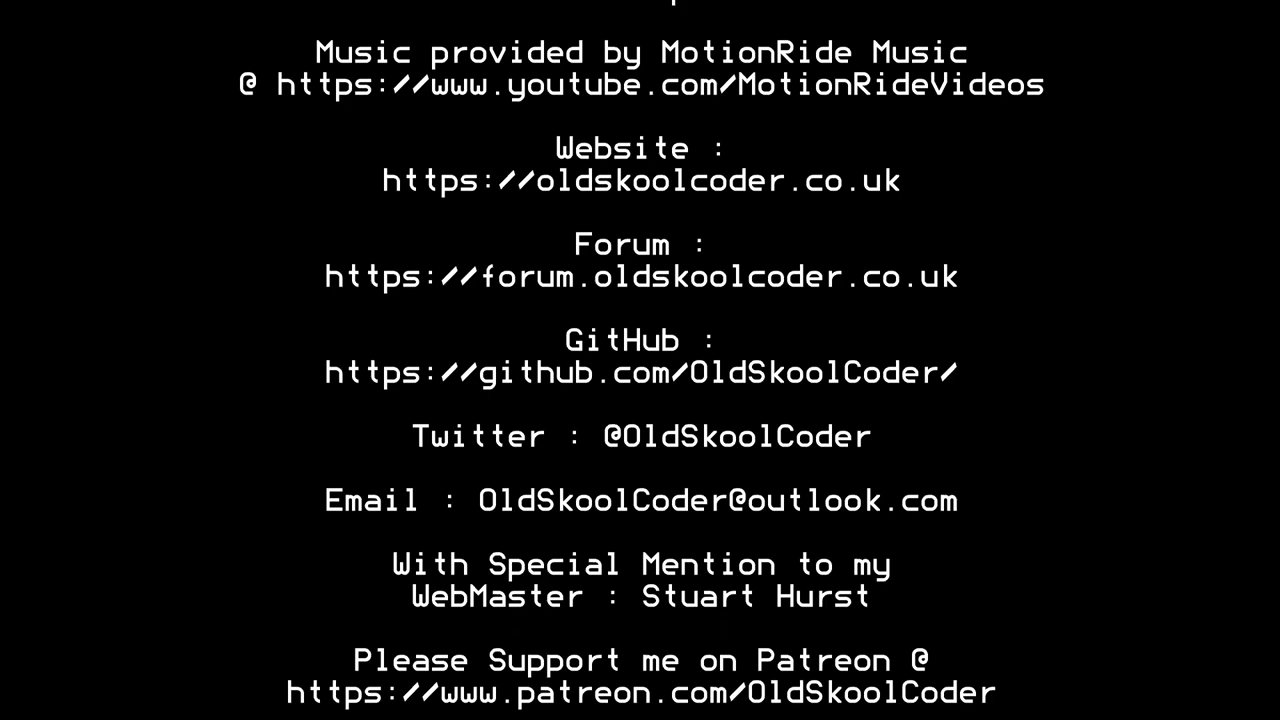 Music provided by MotionRide Music
@ https://www.youtube.com/MotionRideVideos
Website :
https://oldskoolcoder.co.uk
Forum :
https://forum.oldskoolcoder.co.uk
GitHub :
https://github.com/OldSkoolCoder/
Twitter : @OldSkoolCoder
Email : OldSkoolCoder@outlook.com
With Special Mention to my
WebMaster : Stuart Hurst
Please Support me on Patreon @
https://www.patreon.com/OldSkoolCoder